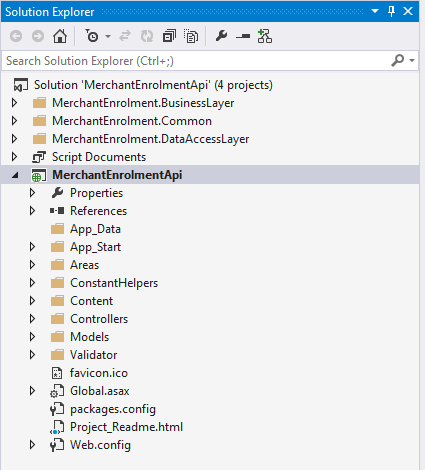 Solution Explorer
Search Solution Explorer (Ctrl+;)
Solution 'MerchantEnrolmentApi' (4 projects)
MerchantEnrolment.BusinessLayer
MerchantEnrolment.Common
MerchantEnrolment.DataAccessLayer
Script Documents
MerchantEnrolmentApi
Properties
References
App_Data
App_Start
Areas
ConstantHelpers
Content
Controllers
Models
Validator
favicon.ico
Global.asax
packages.config
Project_Readme.html
Web.config